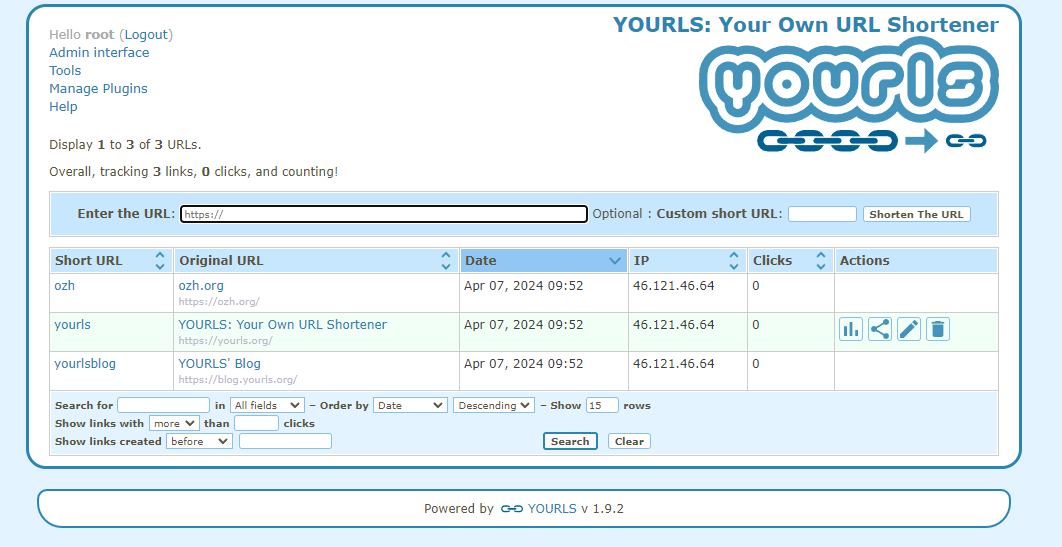 Hello root (Logout)
Admin interface
Tools
Manage Plugins
Help
YOURLS: Your Own URL Shortener
yourls
Display 1 to 3 of 3 URLs.
Overall, tracking 3 links, 0 clicks, and counting!
Enter the URL: https:// Optional : Custom short URL: Shorten The URL
Short URL Original URL Date IP Clicks Actions
ozh ozh.org Apr 07, 2024 09:52 46.121.46.64 0
https://ozh.org/
yourls YOURLS: Your Own URL Shortener Apr 07, 2024 09:52 46.121.46.64 0
https://yourls.org/
yourlsblog YOURLS' Blog Apr 07, 2024 09:52 46.121.46.64 0
https://blog.yourls.org/
Search for in All fields – Order by Date Descending – Show 15 rows
Show links with more than clicks
Show links created before Search Clear
Powered by YOURLS v 1.9.2